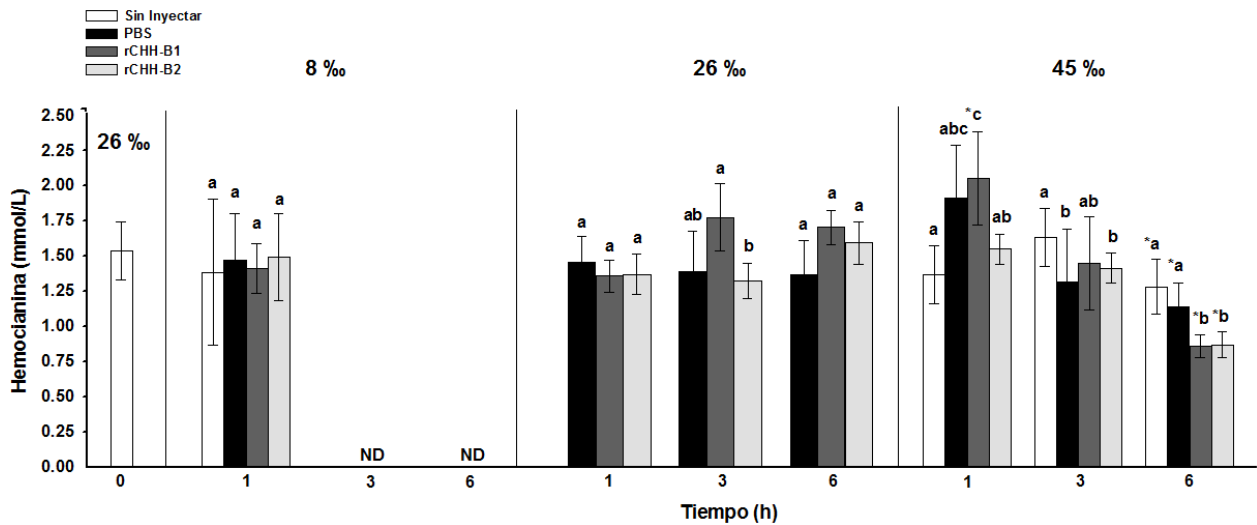 Sin Inyectar
PBS
rCHH-B1
rCHH-B2
8 ‰ 26 ‰ 45 ‰
26 ‰
Hemocianina (mmol/L)
2.50
2.25
2.00
1.75
1.50
1.25
1.00
0.75
0.50
0.25
0.00
a a a a
ND ND
a a a
ab a b
a a a
a abc *c ab
a b ab b
*a *a *b *b
0 1 3 6 1 3 6 1 3 6
Tiempo (h)